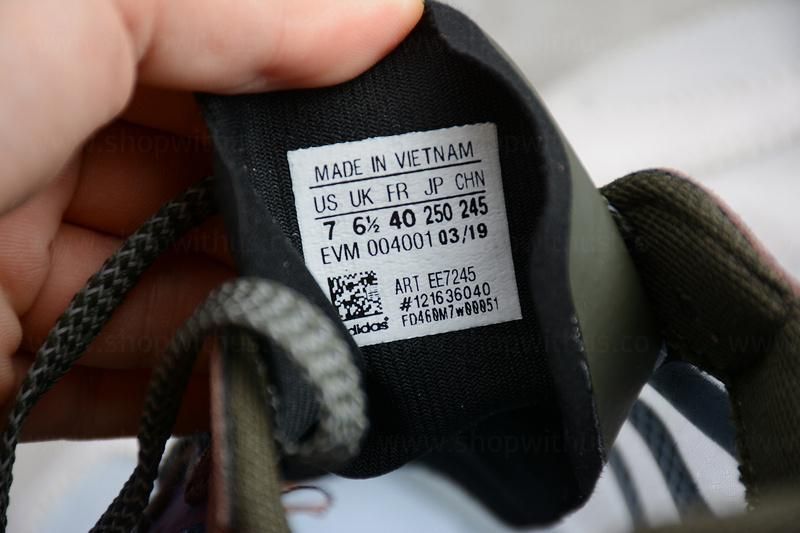 MADE IN VIETNAM
US UK FR JP CHN
7 6½ 40 250 245
EVM 004001 03/19
ART EE7245
#121636040
FD460M7w00051
adidas